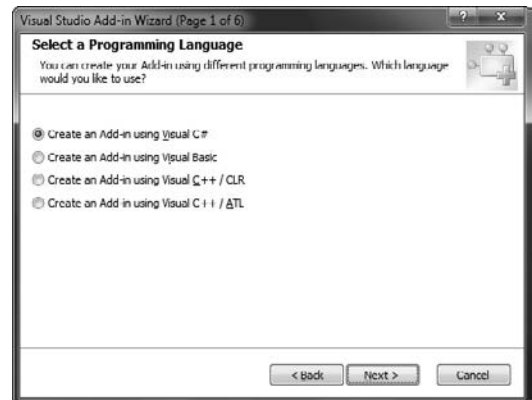 Visual Studio Add-in Wizard (Page 1 of 6)
Select a Programming Language
You can create your Add-in using different programming languages. Which language
would you like to use?
Create an Add-in using Visual C#
Create an Add-in using Visual Basic
Create an Add-in using Visual C++ / CLR
Create an Add-in using Visual C++ / ATL
< Back
Next >
Cancel